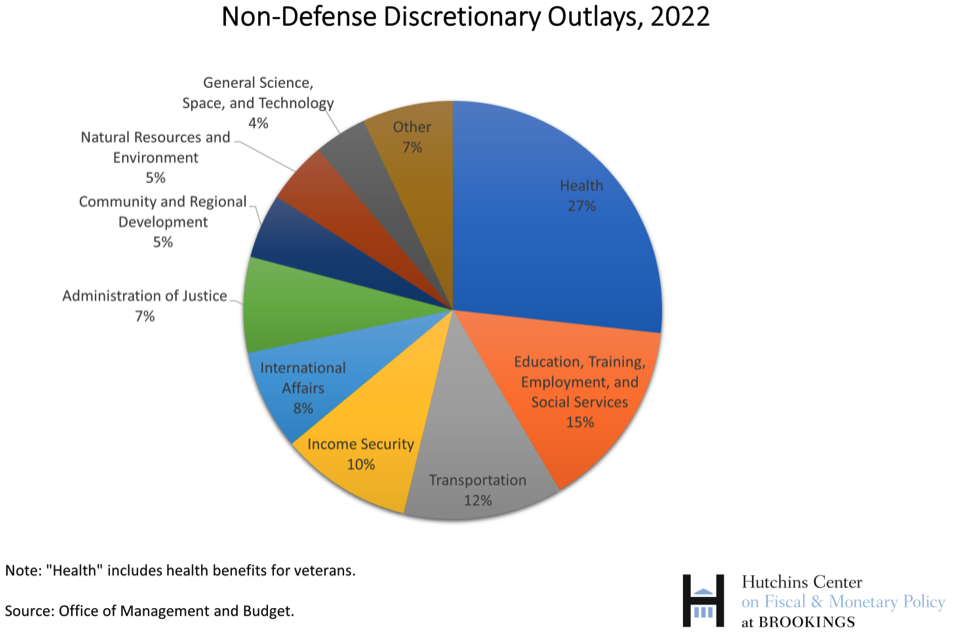 Non-Defense Discretionary Outlays, 2022
General Science,
Space, and Technology
4%
Other
7%
Natural Resources and
Environment
5%
Health
27%
Community and Regional
Development
5%
Administration of Justice
7%
International
Affairs
8%
Education, Training,
Employment, and
Social Services
15%
Income Security
10%
Transportation
12%
Note: "Health" includes health benefits for veterans.
Source: Office of Management and Budget.
Hutchins Center
on Fiscal & Monetary Policy
at BROOKINGS